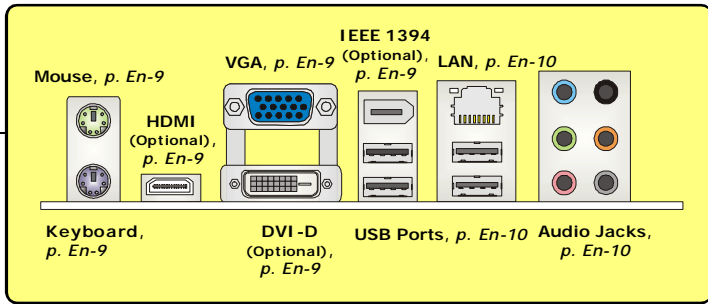 Mouse, p. En-9
HDMI
(Optional),
p. En-9
VGA, p. En-9
IEEE 1394
(Optional),
p. En-9
LAN, p. En-10
Keyboard,
p. En-9
DVI-D
(Optional),
p. En-9
USB Ports, p. En-10
Audio Jacks,
p. En-10